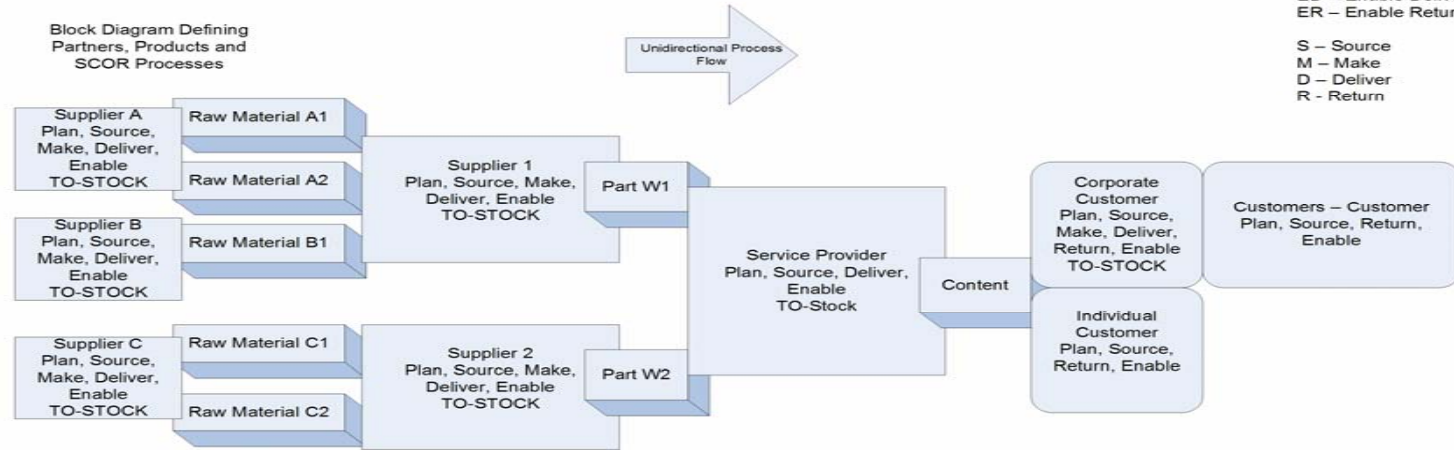 Block Diagram Defining
Partners, Products and
SCOR Processes
Unidirectional Process
Flow
ER – Enable Retur
S – Source
M – Make
D – Deliver
R - Return
Supplier A
Plan, Source,
Make, Deliver,
Enable
TO-STOCK
Raw Material A1
Raw Material A2
Supplier B
Plan, Source,
Make, Deliver,
Enable
TO-STOCK
Raw Material B1
Supplier C
Plan, Source,
Make, Deliver,
Enable
TO-STOCK
Raw Material C1
Raw Material C2
Supplier 1
Plan, Source, Make,
Deliver, Enable
TO-STOCK
Part W1
Supplier 2
Plan, Source, Make,
Deliver, Enable
TO-STOCK
Part W2
Service Provider
Plan, Source, Deliver,
Enable
TO-Stock
Content
Corporate
Customer
Plan, Source,
Make, Deliver,
Return, Enable
TO-STOCK
Customers – Customer
Plan, Source, Return,
Enable
Individual
Customer
Plan, Source,
Return, Enable